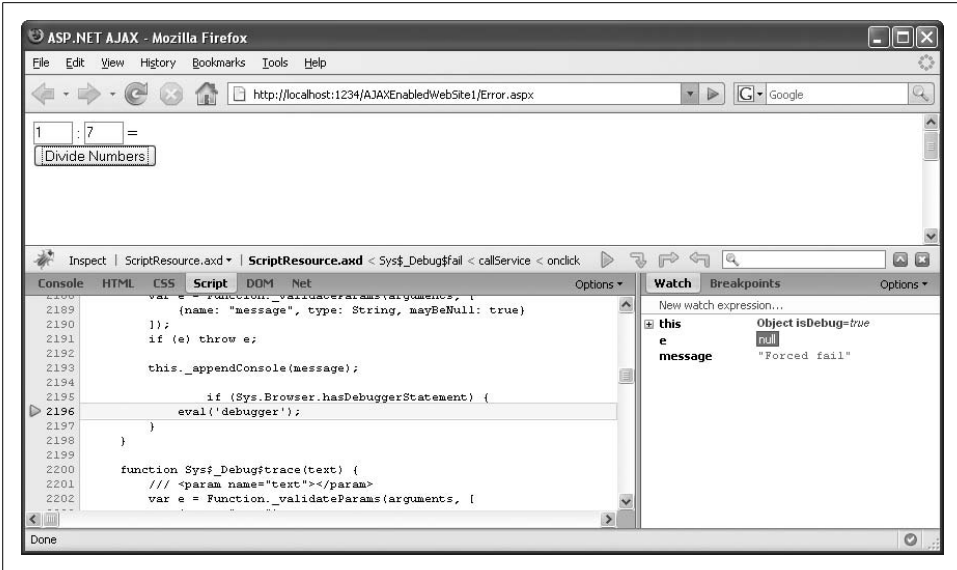 ASP.NET AJAX - Mozilla Firefox
File Edit View History Bookmarks Tools Help
http://localhost:1234/AJAXEnabledWebSite1/Error.aspx
G Google
1 : 7 =
Divide Numbers
Inspect | ScriptResource.axd | ScriptResource.axd < Sys$_Debug$fail < callService < onclick
Console HTML CSS Script DOM Net Options
Watch Breakpoints Options
2188 var e = Function._validateParams(arguments, [
2189 {name: "message", type: String, mayBeNull: true}
2190 ]);
2191 if (e) throw e;
2192
2193 this._appendConsole(message);
2194
2195 if (Sys.Browser.hasDebuggerStatement) {
2196 eval('debugger');
2197 }
2198 }
2199
2200 function Sys$_Debug$trace(text) {
2201 /// <param name="text"></param>
2202 var e = Function._validateParams(arguments, [
New watch expression...
this Object isDebug=true
e null
message "Forced fail"
Done